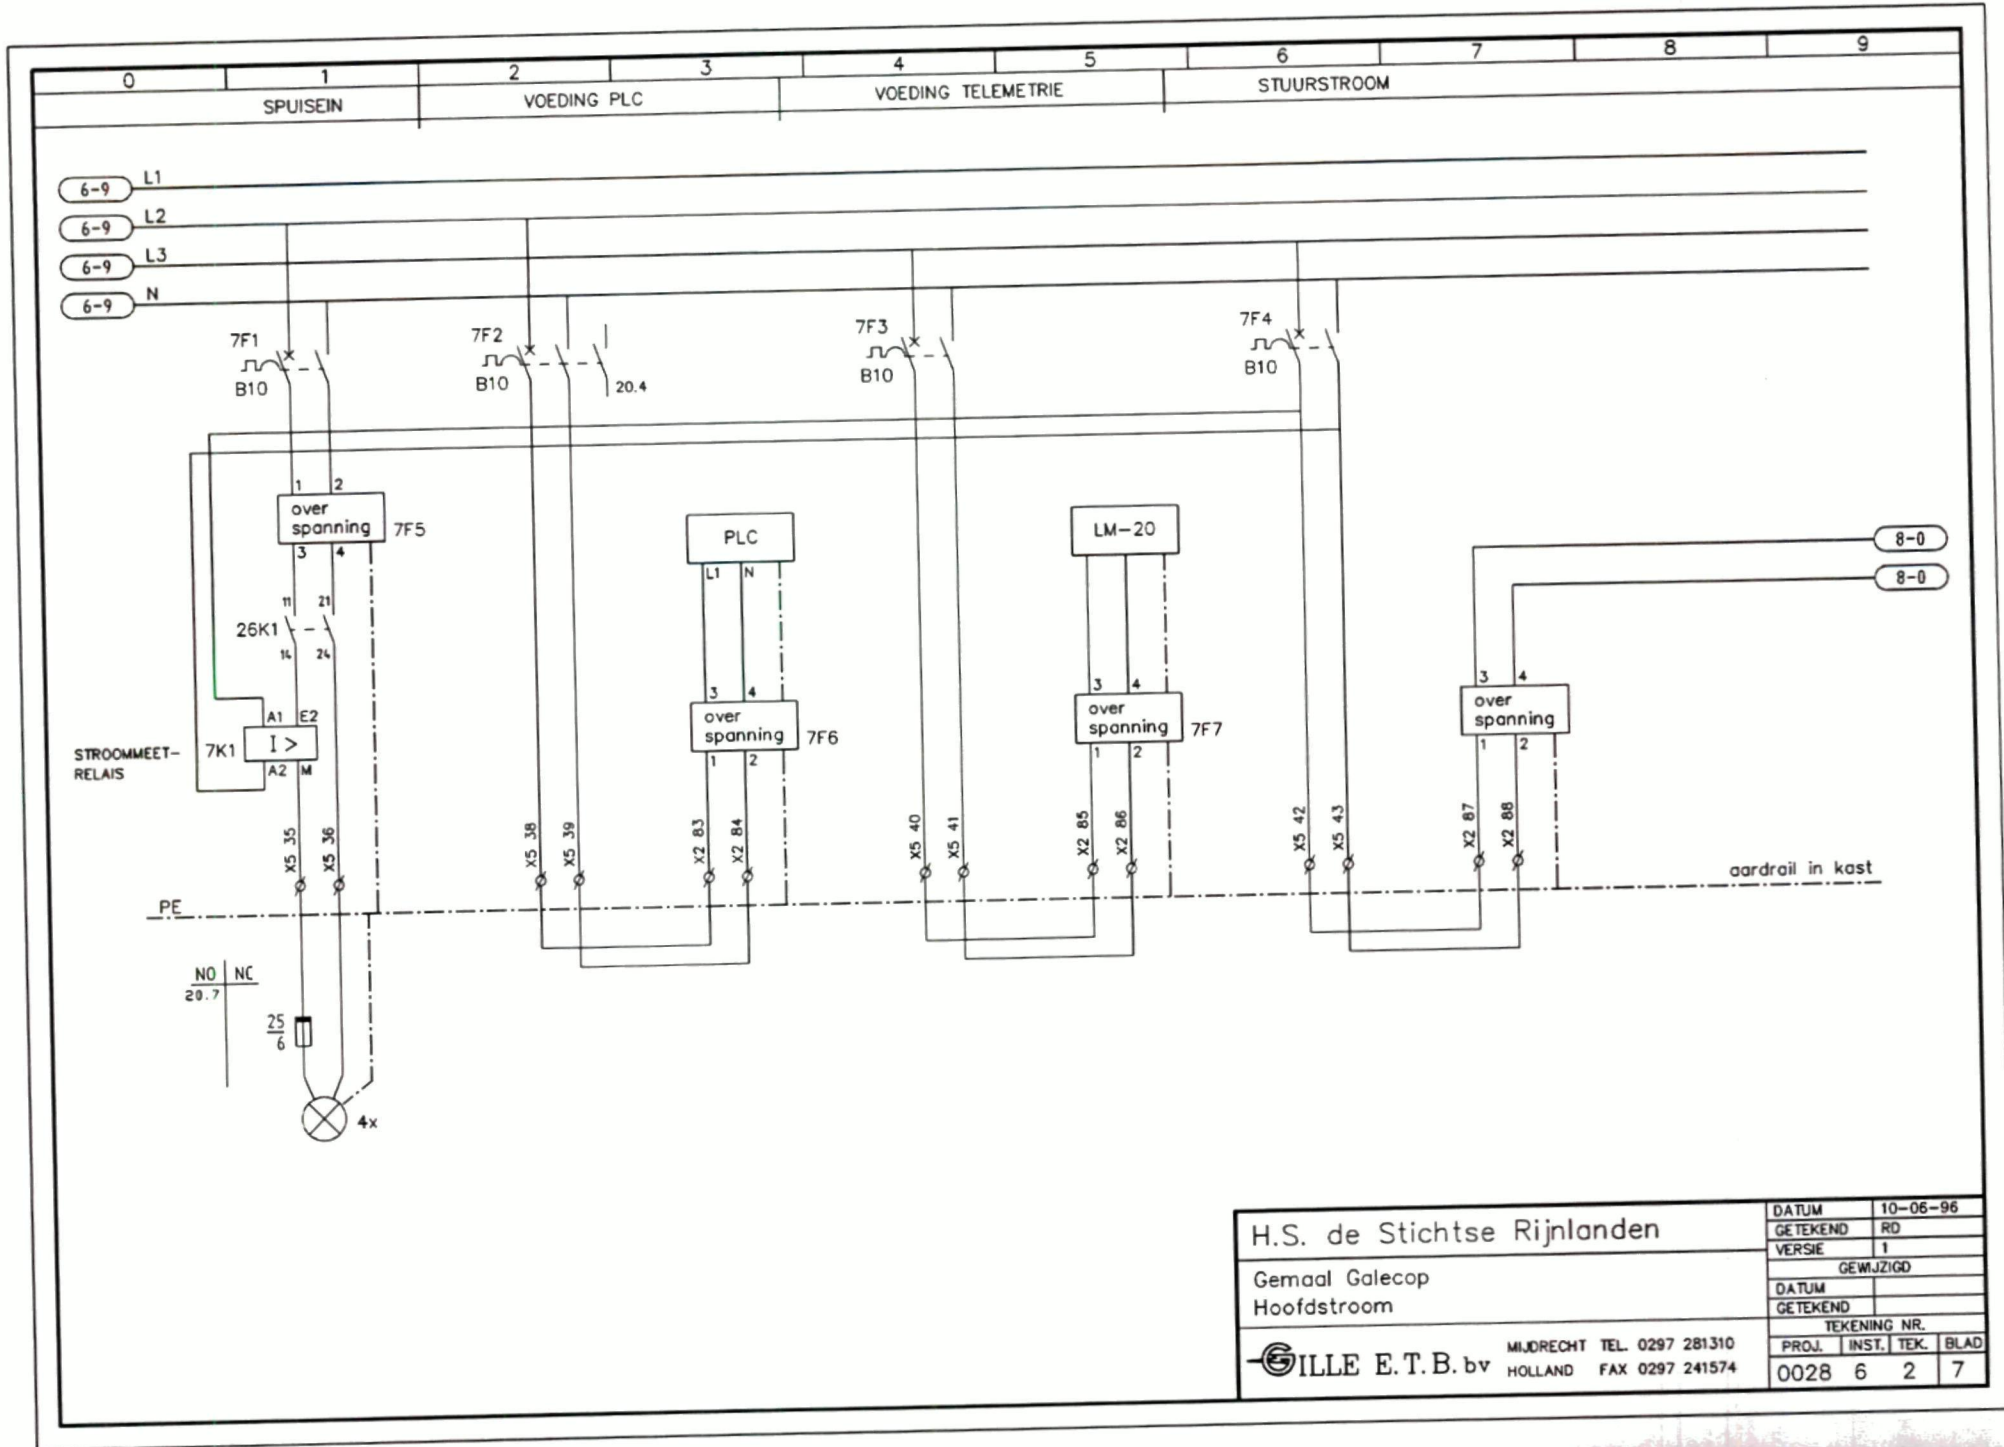 0 1 2 3 4 5 6 7 8 9
SPUISEIN VOEDING PLC VOEDING TELEMETRIE STUURSTROOM
6-9 L1
6-9 L2
6-9 L3
6-9 N
7F1 7F2 7F3 7F4
B10 B10 20.4 B10 B10
1 2
over
spanning 7F5
3 4
PLC
L1 N
LM-20
8-0
8-0
11 21
26K1
14 24
3 4
over
spanning 7F6
1 2
3 4
over
spanning 7F7
1 2
3 4
over
spanning
1 2
A1 E2
STROOMMEET-
RELAIS
7K1 I >
A2 M
X5 35 X5 36 X5 38 X5 39 X2 83 X2 84 X5 40 X5 41 X2 85 X2 86 X5 42 X5 43 X2 87 X2 88
PE
aardrail in kast
NO NC
20.7
25
6
4x
H.S. de Stichtse Rijnlanden
Gemaal Galecop
Hoofdstroom
GILLE E.T.B. bv
MIJDRECHT TEL. 0297 281310
HOLLAND FAX 0297 241574
DATUM 10-06-96
GETEKEND RD
VERSIE 1
GEWIJZIGD
DATUM
GETEKEND
TEKENING NR.
PROJ. INST. TEK. BLAD
0028 6 2 7